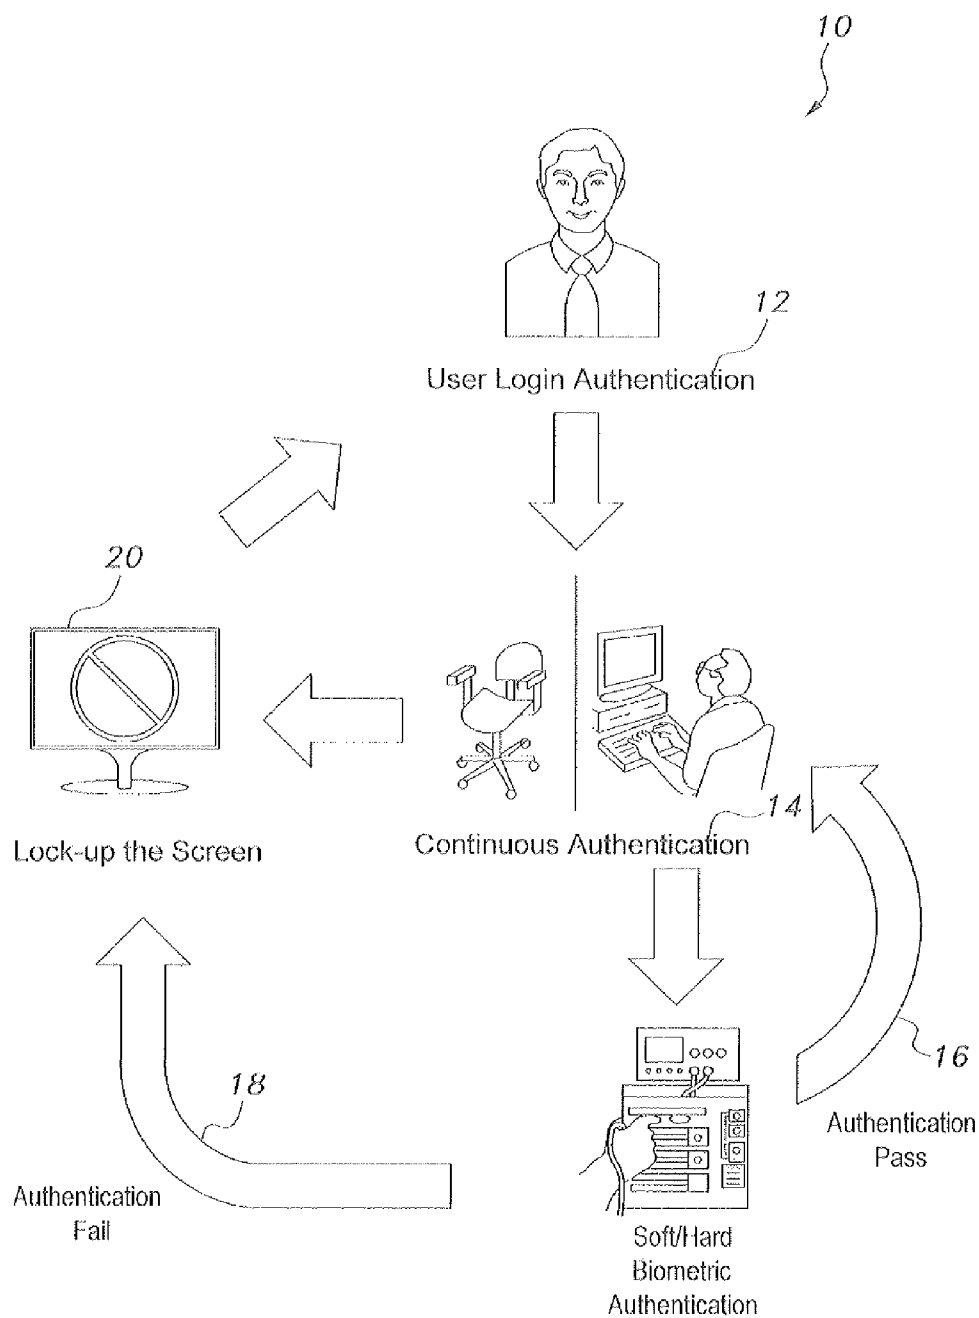 10
12
User Login Authentication
20
14
Lock-up the Screen
Continuous Authentication
16
18
Authentication
Pass
Authentication
Fail
Soft/Hard
Biometric
Authentication